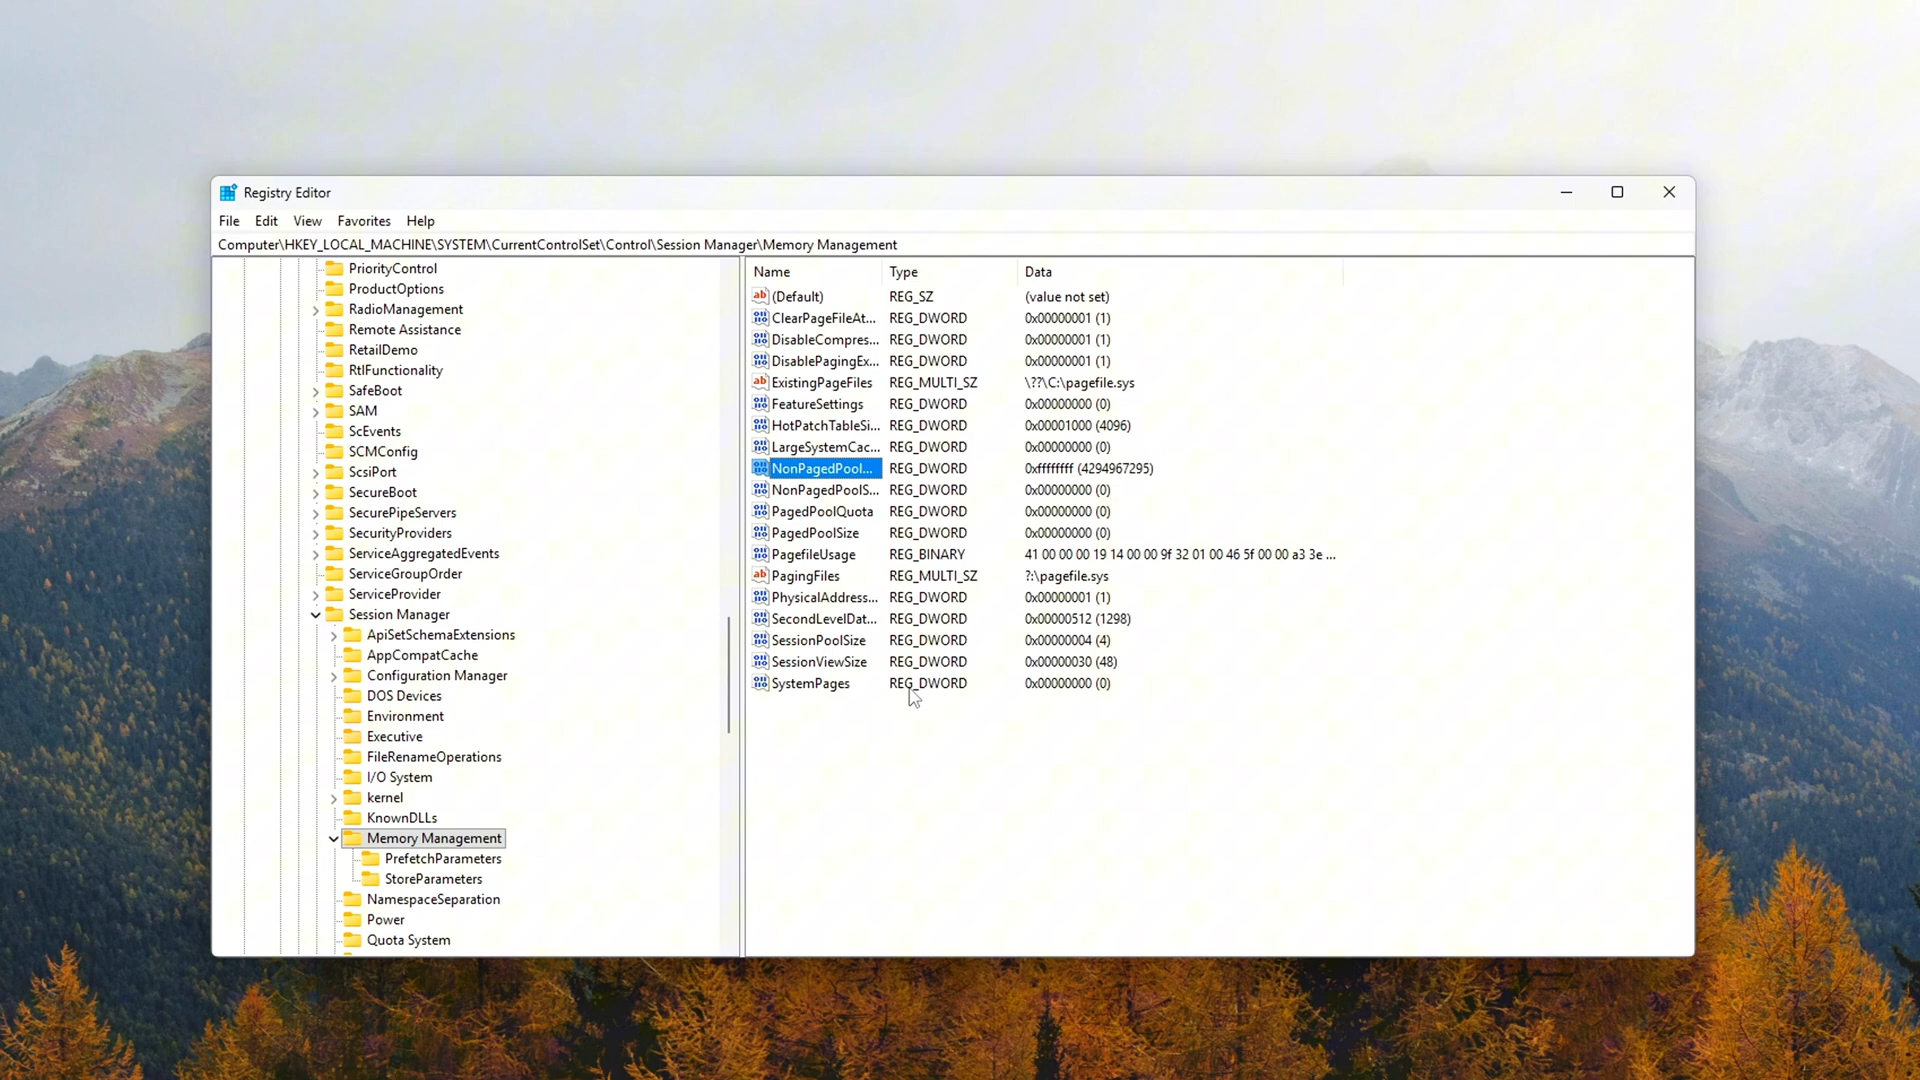 Registry Editor
File Edit View Favorites Help
Computer\HKEY_LOCAL_MACHINE\SYSTEM\CurrentControlSet\Control\Session Manager\Memory Management
PriorityControl
ProductOptions
RadioManagement
Remote Assistance
RetailDemo
RtlFunctionality
SafeBoot
SAM
ScEvents
SCMConfig
ScsiPort
SecureBoot
SecurePipeServers
SecurityProviders
ServiceAggregatedEvents
ServiceGroupOrder
ServiceProvider
Session Manager
ApiSetSchemaExtensions
AppCompatCache
Configuration Manager
DOS Devices
Environment
Executive
FileRenameOperations
I/O System
kernel
KnownDLLs
Memory Management
PrefetchParameters
StoreParameters
NamespaceSeparation
Power
Quota System
Name Type Data
(Default) REG_SZ (value not set)
ClearPageFileAt... REG_DWORD 0x00000001 (1)
DisableCompres... REG_DWORD 0x00000001 (1)
DisablePagingEx... REG_DWORD 0x00000001 (1)
ExistingPageFiles REG_MULTI_SZ \??\C:\pagefile.sys
FeatureSettings REG_DWORD 0x00000000 (0)
HotPatchTableSi... REG_DWORD 0x00001000 (4096)
LargeSystemCac... REG_DWORD 0x00000000 (0)
NonPagedPool... REG_DWORD 0xffffffff (4294967295)
NonPagedPoolS... REG_DWORD 0x00000000 (0)
PagedPoolQuota REG_DWORD 0x00000000 (0)
PagedPoolSize REG_DWORD 0x00000000 (0)
PagefileUsage REG_BINARY 41 00 00 00 19 14 00 00 9f 32 01 00 46 5f 00 00 a3 3e ...
PagingFiles REG_MULTI_SZ ?:\pagefile.sys
PhysicalAddress... REG_DWORD 0x00000001 (1)
SecondLevelDat... REG_DWORD 0x00000512 (1298)
SessionPoolSize REG_DWORD 0x00000004 (4)
SessionViewSize REG_DWORD 0x00000030 (48)
SystemPages REG_DWORD 0x00000000 (0)